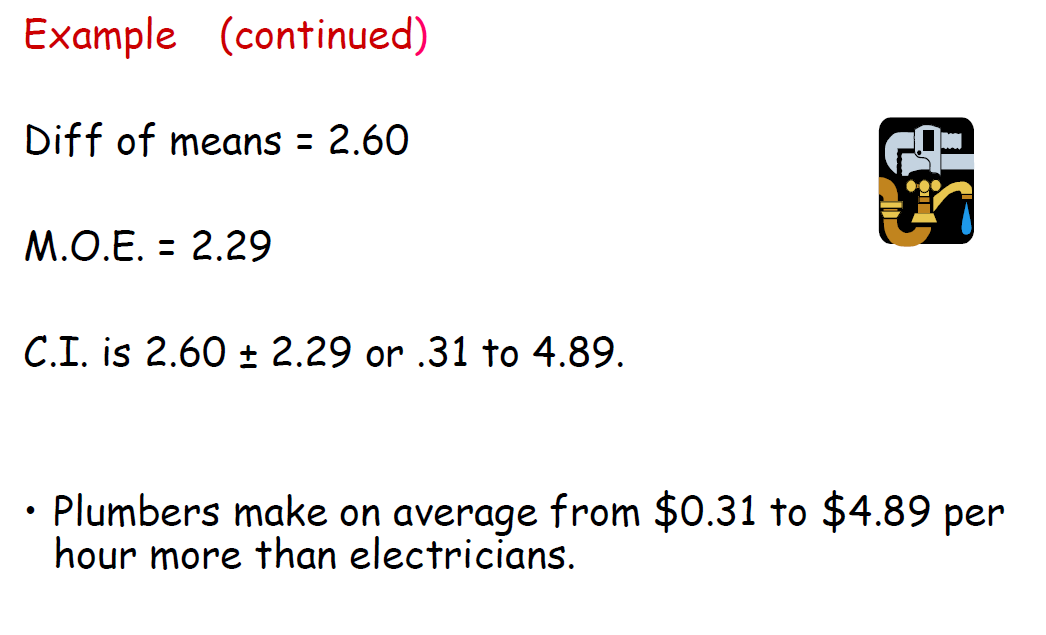 Example (continued)
Diff of means = 2.60
M.O.E. = 2.29
C.I. is 2.60 ± 2.29 or .31 to 4.89.
• Plumbers make on average from $0.31 to $4.89 per
hour more than electricians.